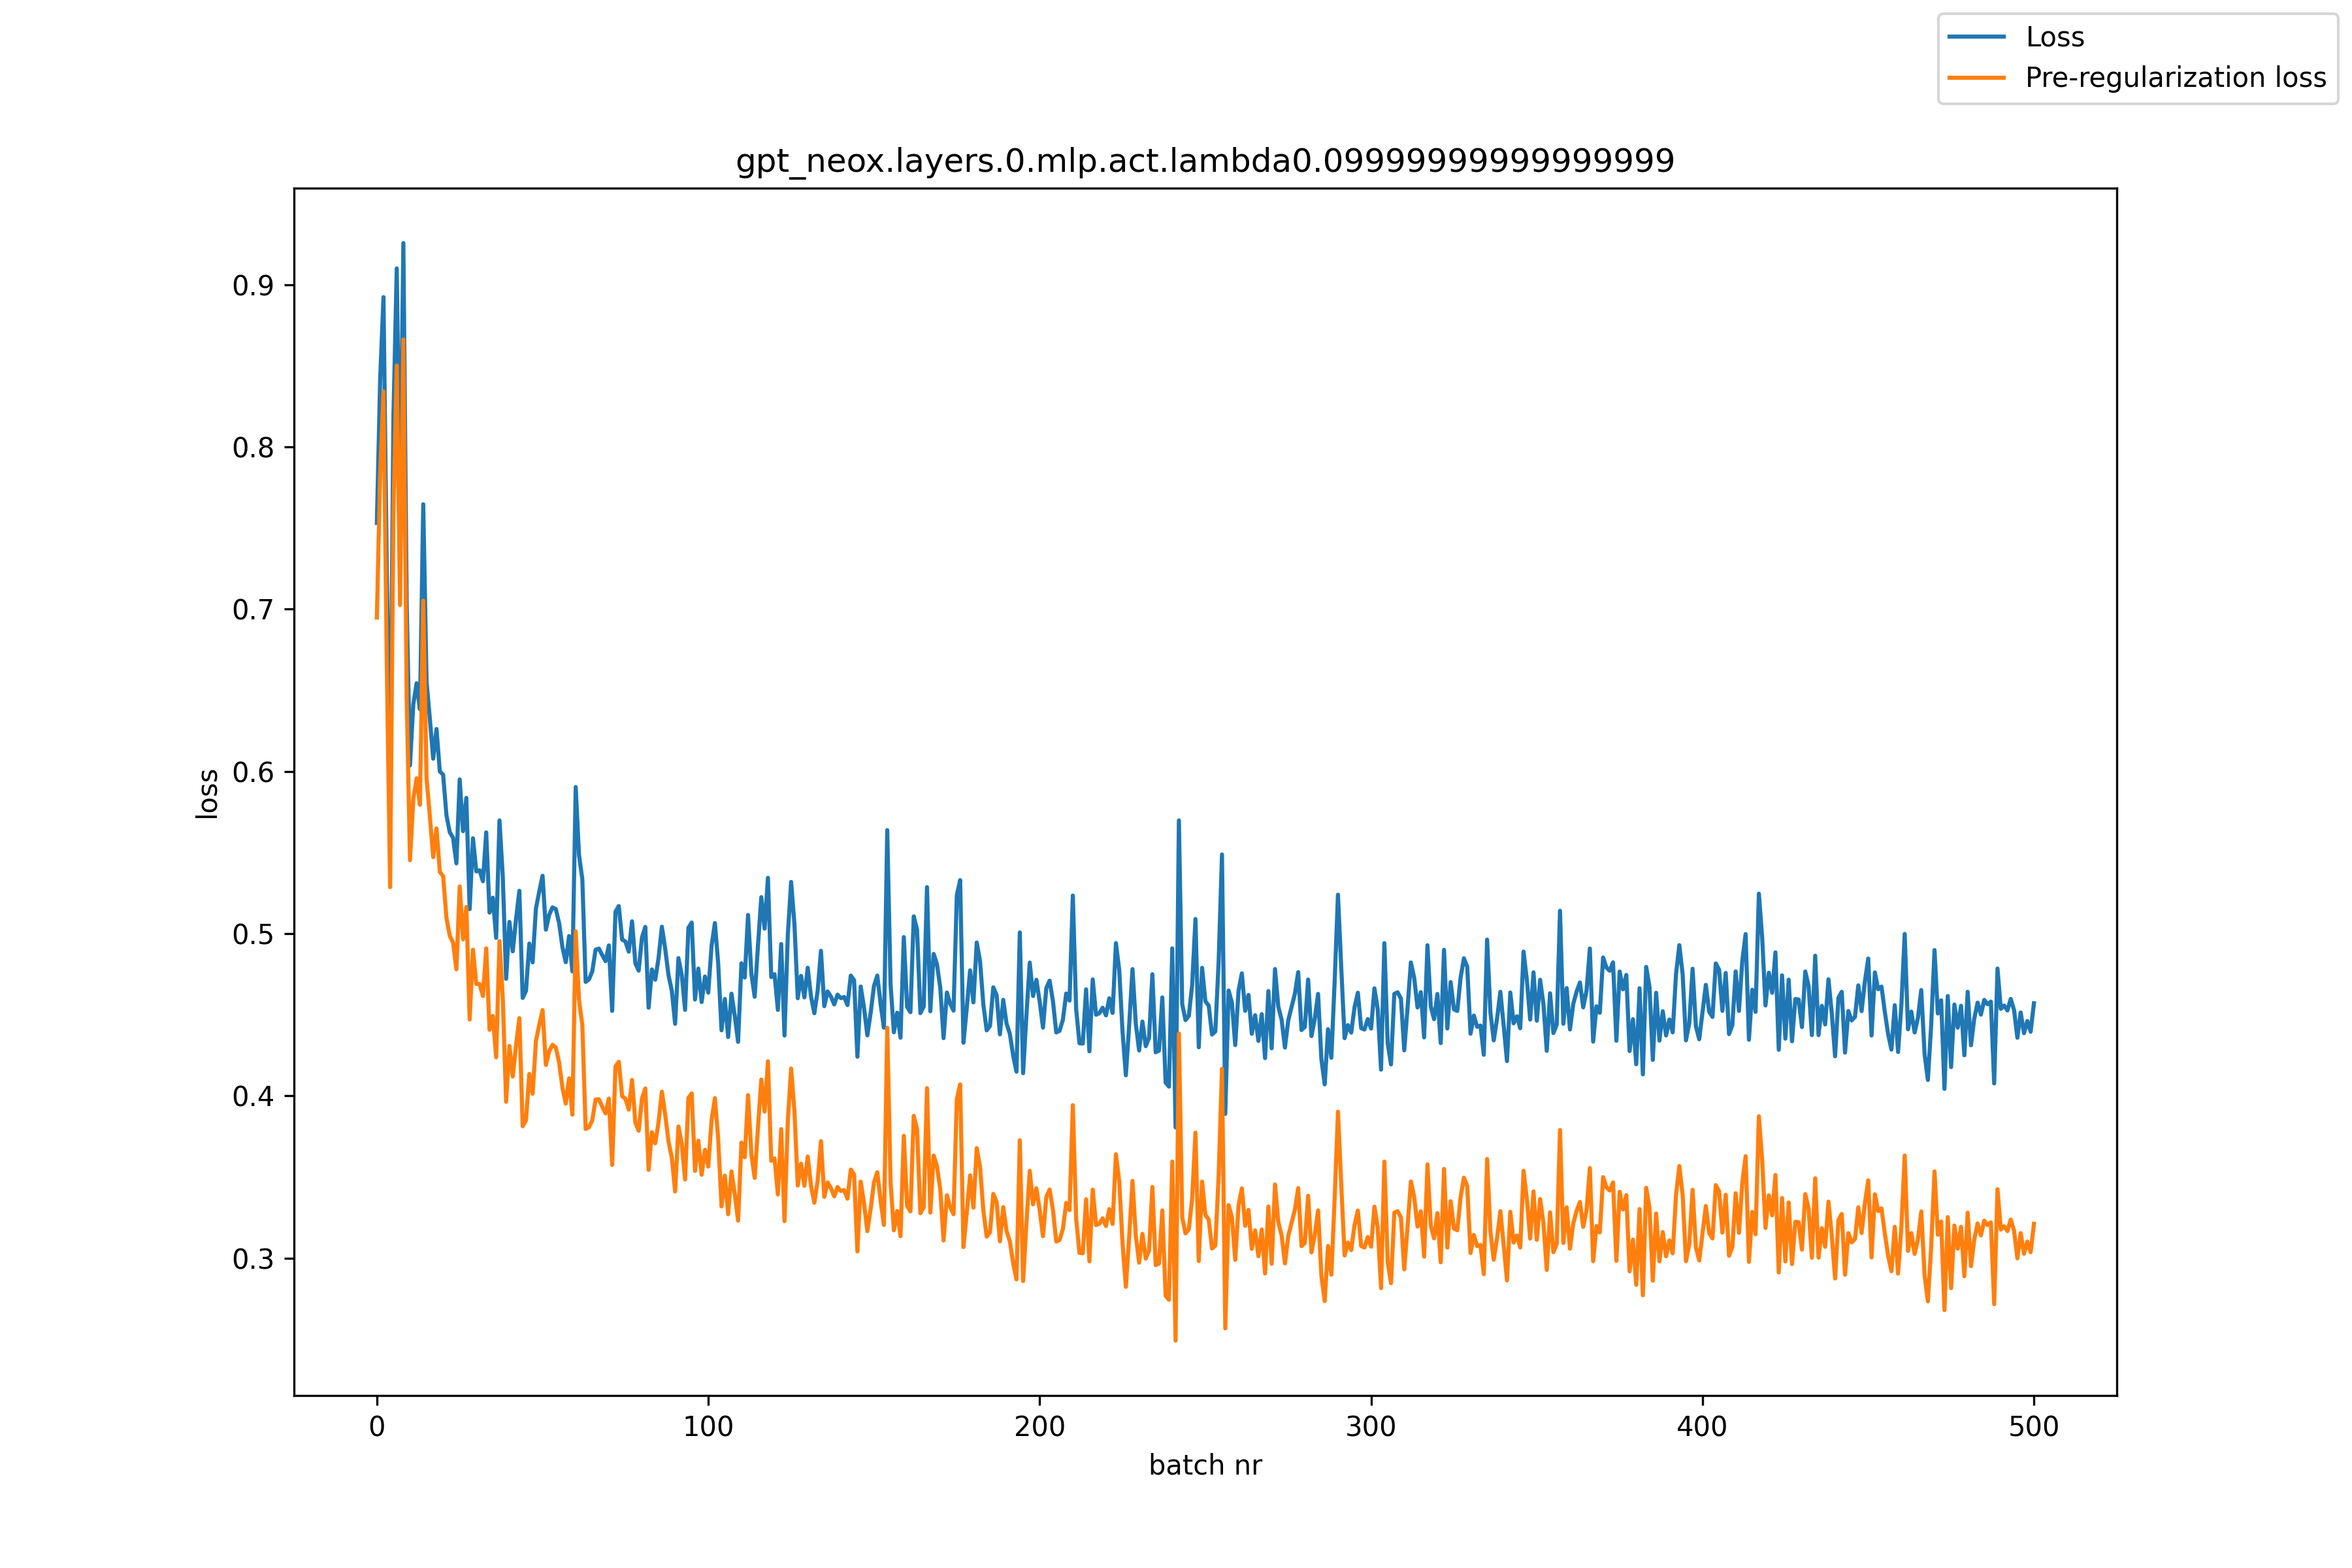 Loss
Pre-regularization loss
gpt_neox.layers.0.mlp.act.lambda0.09999999999999999
0.9
0.8
0.7
0.6
0.5
0.4
0.3
loss
0 100 200 300 400 500
batch nr